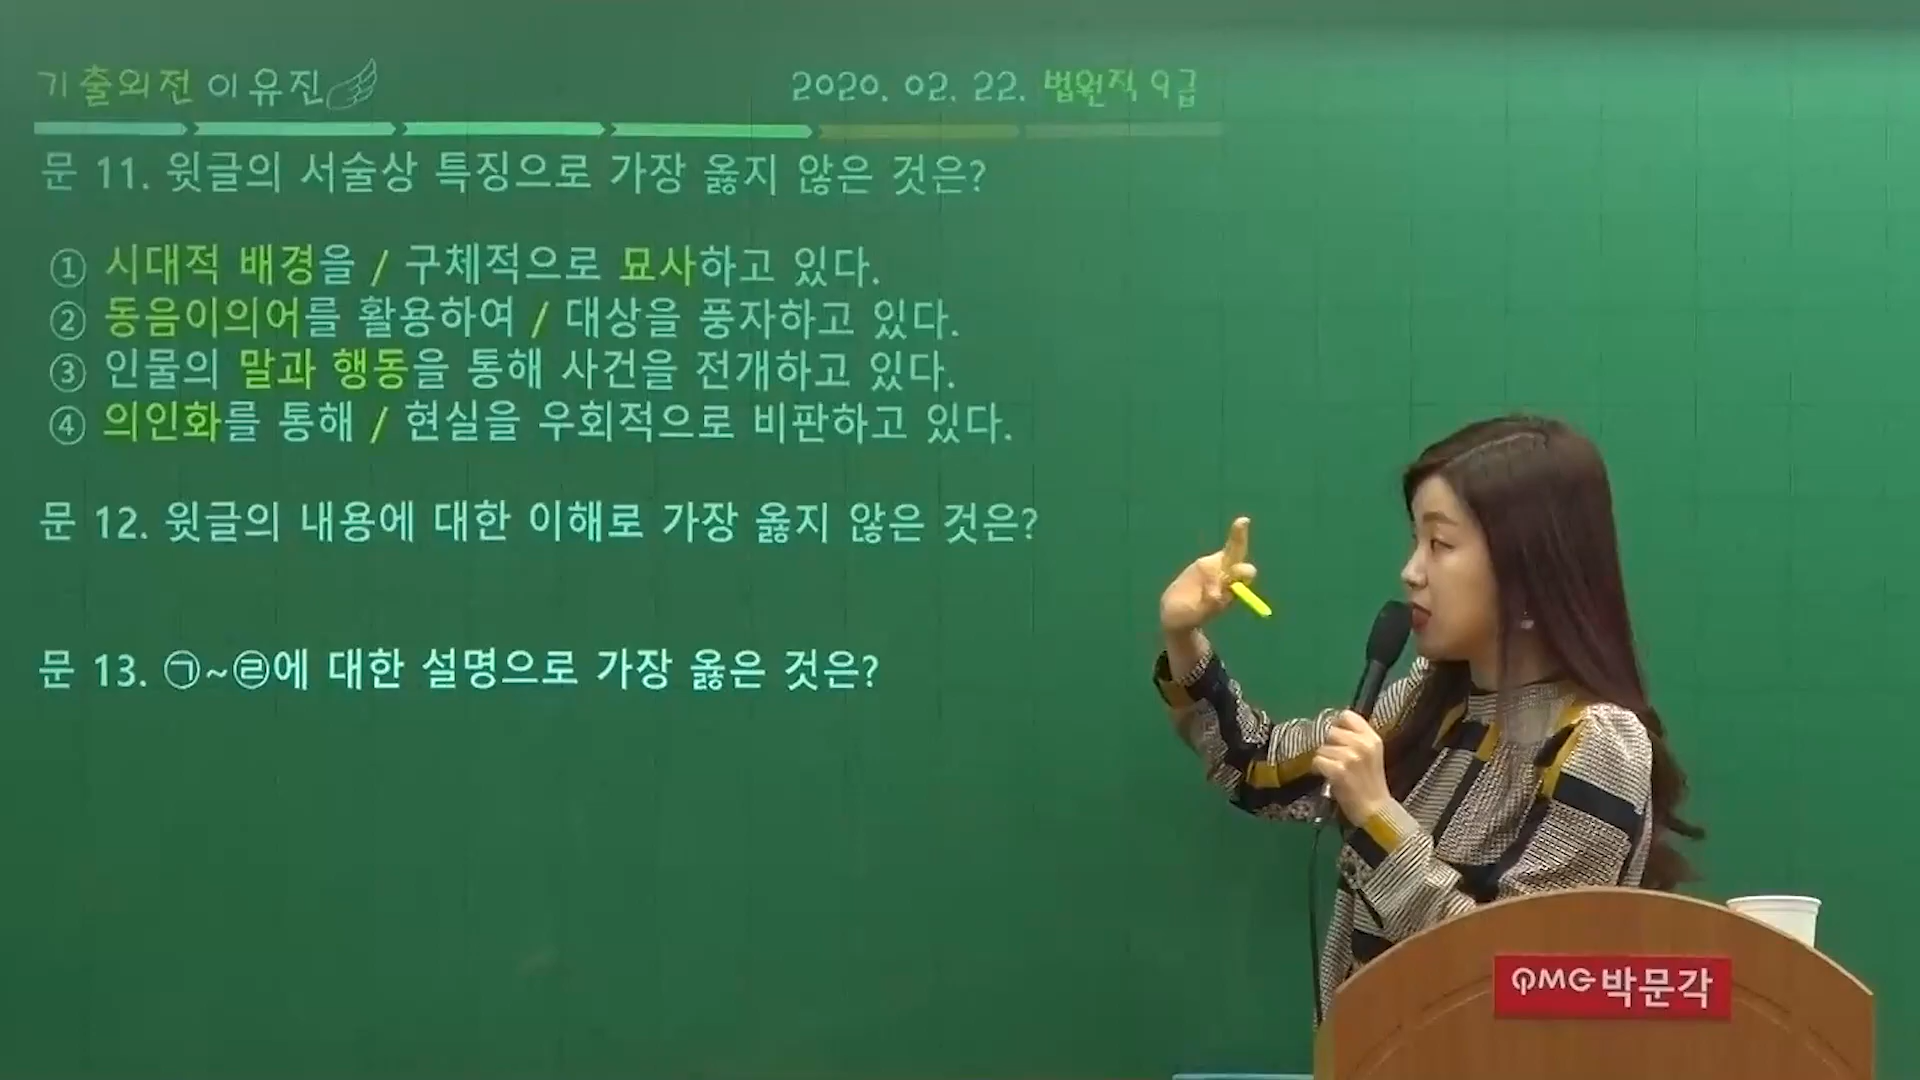 기출외전 이유진
2020. 02. 22. 법원직 9급
문 11. 윗글의 서술상 특징으로 가장 옳지 않은 것은?
① 시대적 배경을 / 구체적으로 묘사하고 있다.
② 동음이의어를 활용하여 / 대상을 풍자하고 있다.
③ 인물의 말과 행동을 통해 사건을 전개하고 있다.
④ 의인화를 통해 / 현실을 우회적으로 비판하고 있다.
문 12. 윗글의 내용에 대한 이해로 가장 옳지 않은 것은?
문 13. ㉠~㉣에 대한 설명으로 가장 옳은 것은?
PMG 박문각